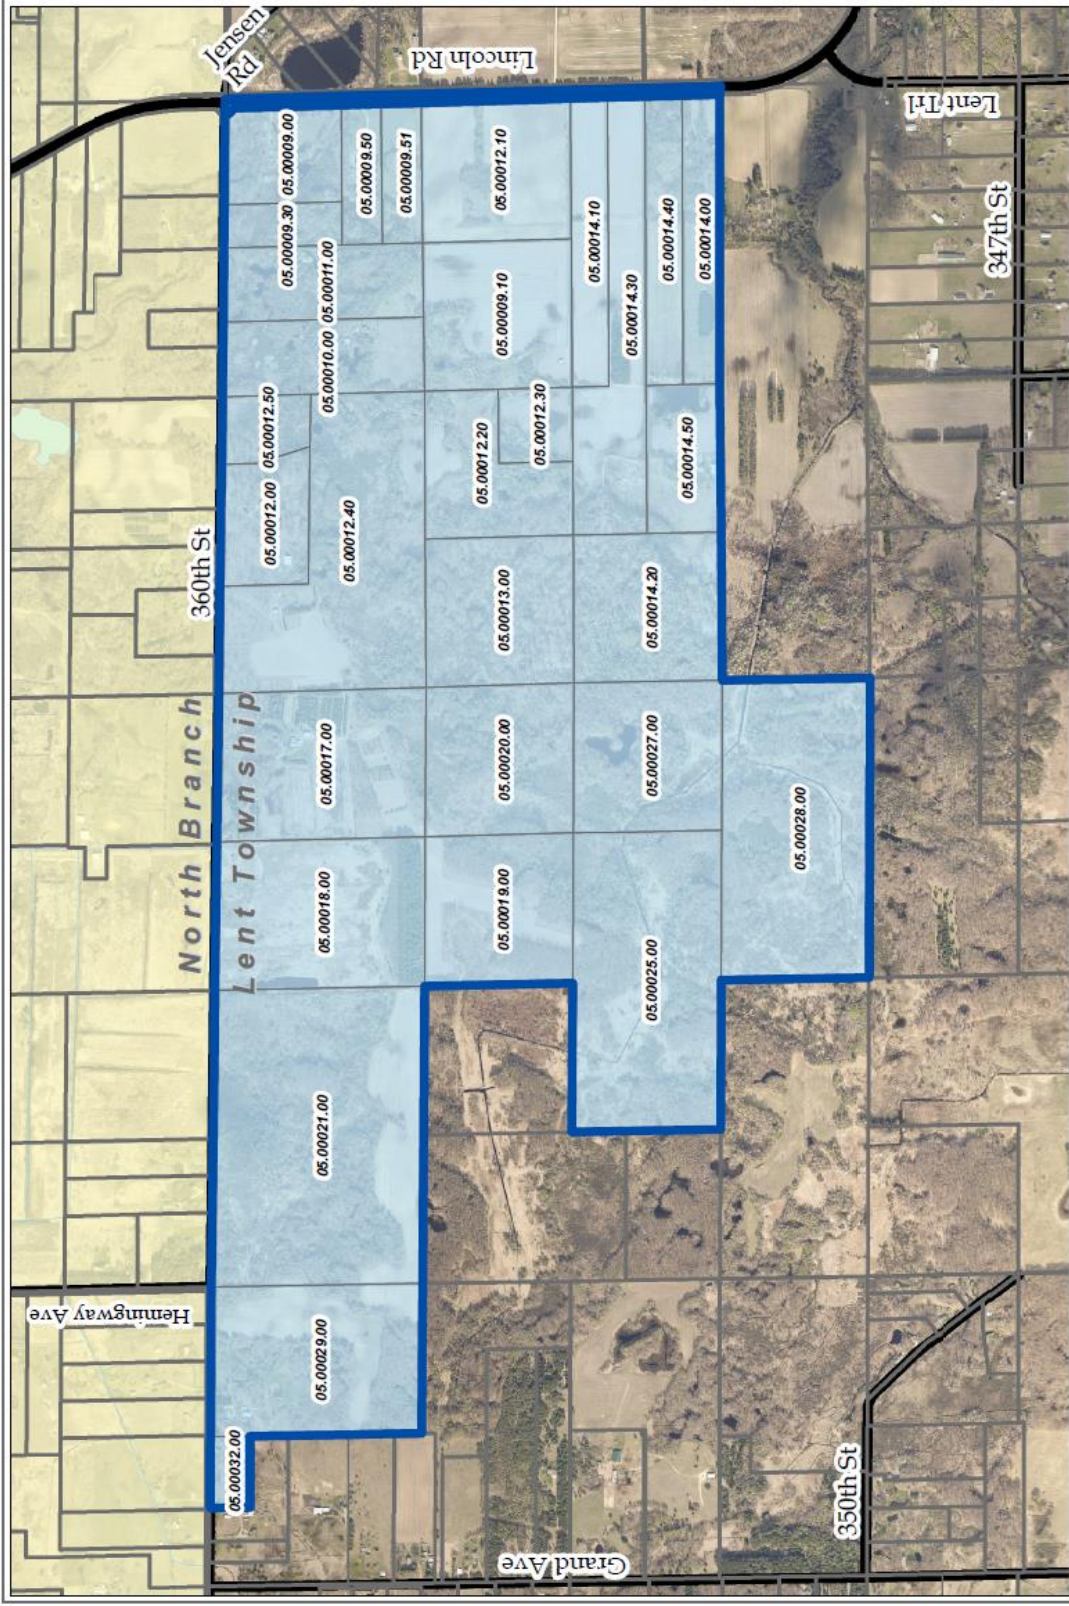 Jensen
Rd
Lincoln Rd
Lent Trl
347th St
360th St
North Branch
Lent Township
Hemingway Ave
350th St
Grand Ave
05.00009.00
05.00009.50
05.00009.51
05.00012.10
05.00009.30
05.00011.00
05.00010.00
05.00009.10
05.00014.10
05.00014.30
05.00014.40
05.00014.00
05.00012.50
05.00012.00
05.00012.40
05.00012.20
05.00012.30
05.00014.50
05.00013.00
05.00014.20
05.00017.00
05.00020.00
05.00027.00
05.00028.00
05.00018.00
05.00019.00
05.00025.00
05.00021.00
05.00029.00
05.00032.00